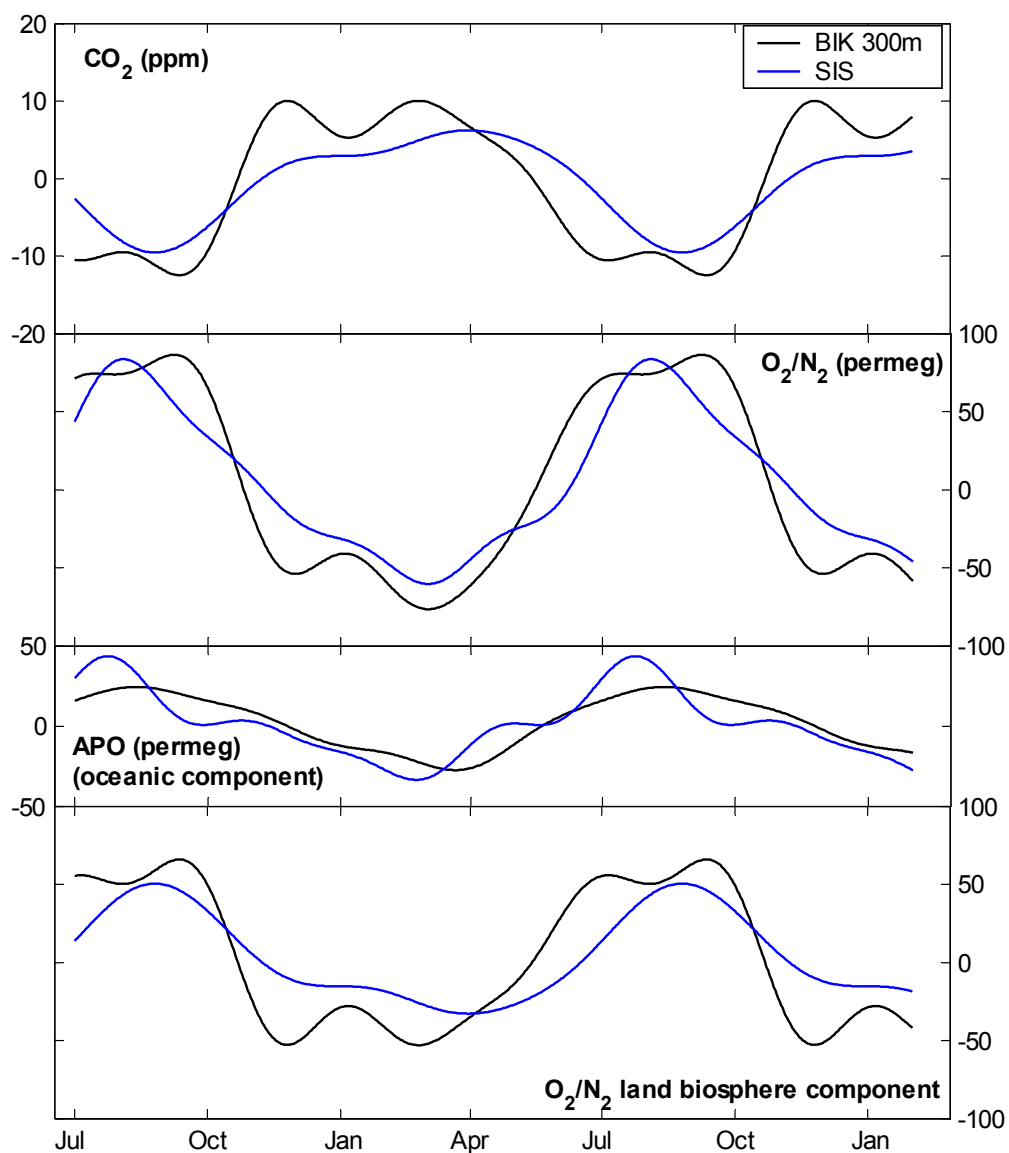 20
CO2 (ppm)
BIK 300m
SIS
10
0
-10
-20
100
O2/N2 (permeg)
50
0
-50
50
-100
0
APO (permeg)
(oceanic component)
-50
100
50
0
-50
O2/N2 land biosphere component
-100
Jul Oct Jan Apr Jul Oct Jan